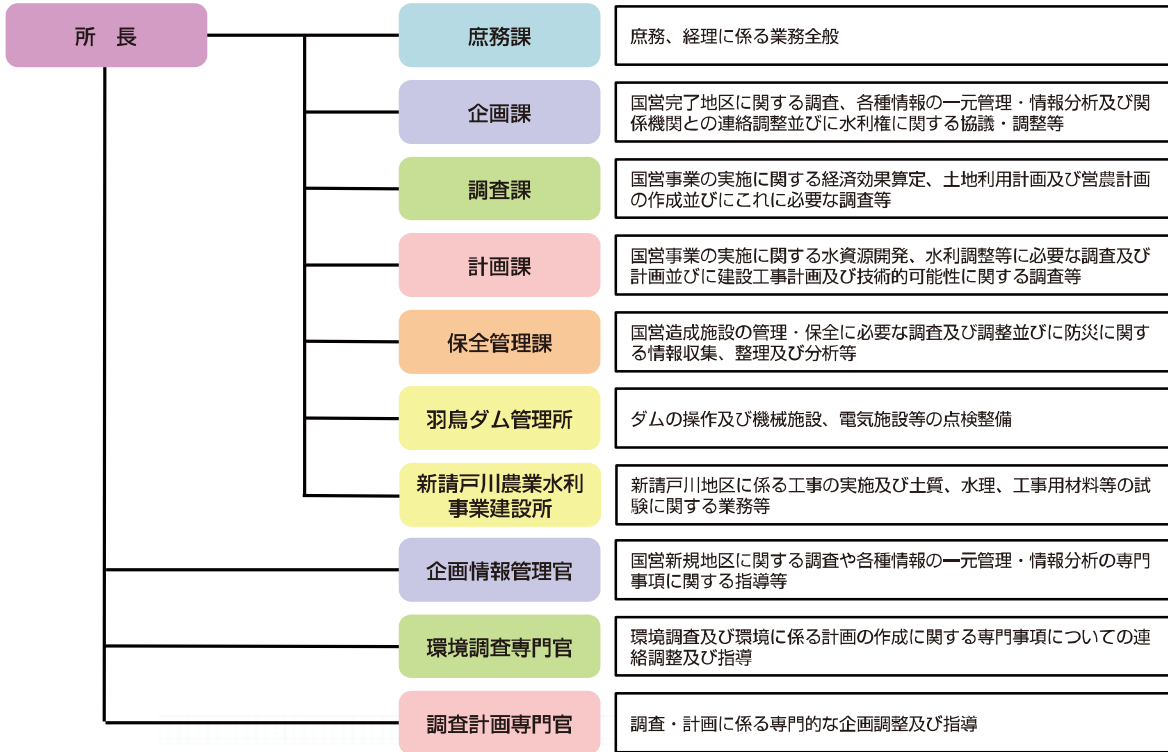 所　長
庶務課
庶務、経理に係る業務全般
企画課
国営完了地区に関する調査、各種情報の一元管理・情報分析及び関
係機関との連絡調整並びに水利権に関する協議・調整等
調査課
国営事業の実施に関する経済効果算定、土地利用計画及び営農計画
の作成並びにこれに必要な調査等
計画課
国営事業の実施に関する水資源開発、水利調整等に必要な調査及び
計画並びに建設工事計画及び技術的可能性に関する調査等
保全管理課
国営造成施設の管理・保全に必要な調査及び調整並びに防災に関す
る情報収集、整理及び分析等
羽鳥ダム管理所
ダムの操作及び機械施設、電気施設等の点検整備
新請戸川農業水利
事業建設所
新請戸川地区に係る工事の実施及び土質、水理、工事用材料等の試
験に関する業務等
企画情報管理官
国営新規地区に関する調査や各種情報の一元管理・情報分析の専門
事項に関する指導等
環境調査専門官
環境調査及び環境に係る計画の作成に関する専門事項についての連
絡調整及び指導
調査計画専門官
調査・計画に係る専門的な企画調整及び指導